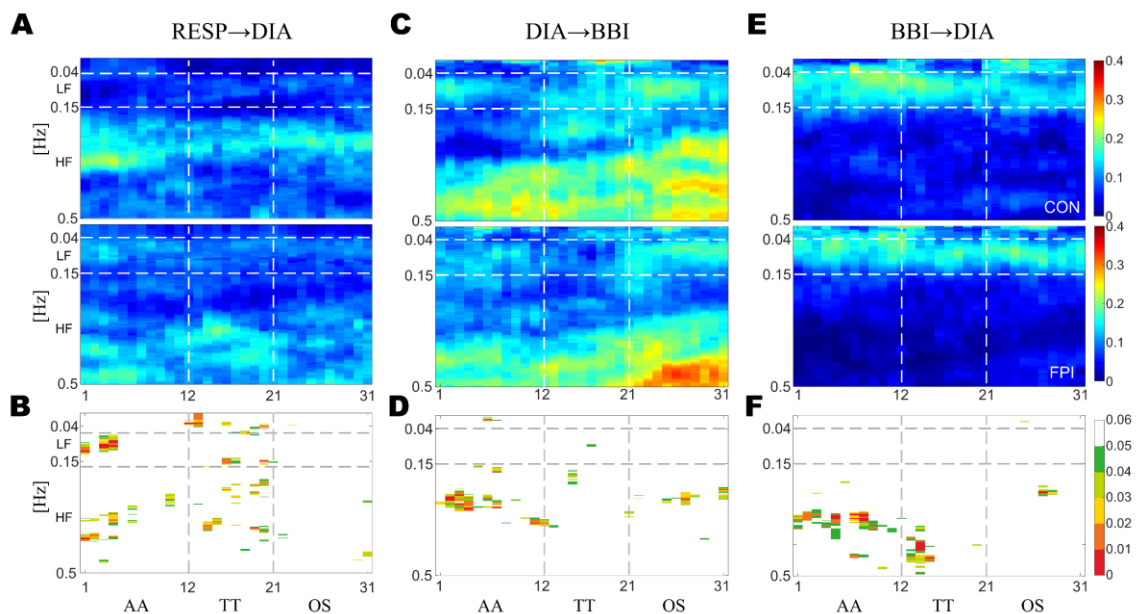 A RESP→DIA C DIA→BBI E BBI→DIA
0.04 0.04 0.04 0.4
LF
0.15 0.15 0.15 0.3
[Hz] 0.2
HF 0.1
0.5 0.5 0.5 CON 0
0.04 0.04 0.04 0.4
LF
0.15 0.15 0.15 0.3
[Hz] 0.2
HF 0.1
0.5 0.5 0.5 FPI 0
1 12 21 31 1 12 21 31 1 12 21 31
B D F
0.04 0.04 0.04 0.06
LF 0.05
0.15 0.15 0.15 0.04
[Hz] 0.03
HF 0.02
0.01
0.5 0.5 0.5 0
1 12 21 31 1 12 21 31 1 12 21 31
AA TT OS AA TT OS AA TT OS